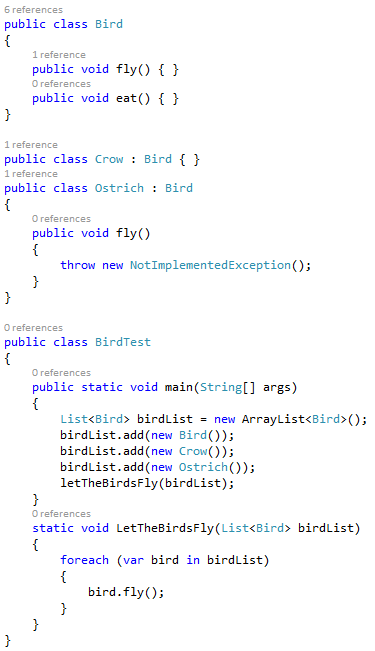 6 references
public class Bird
{
1 reference
public void fly() { }
0 references
public void eat() { }
}
1 reference
public class Crow : Bird { }
1 reference
public class Ostrich : Bird
{
0 references
public void fly()
{
throw new NotImplementedException();
}
}
0 references
public class BirdTest
{
0 references
public static void main(String[] args)
{
List<Bird> birdList = new ArrayList<Bird>();
birdList.add(new Bird());
birdList.add(new Crow());
birdList.add(new Ostrich());
letTheBirdsFly(birdList);
}
0 references
static void LetTheBirdsFly(List<Bird> birdList)
{
foreach (var bird in birdList)
{
bird.fly();
}
}
}